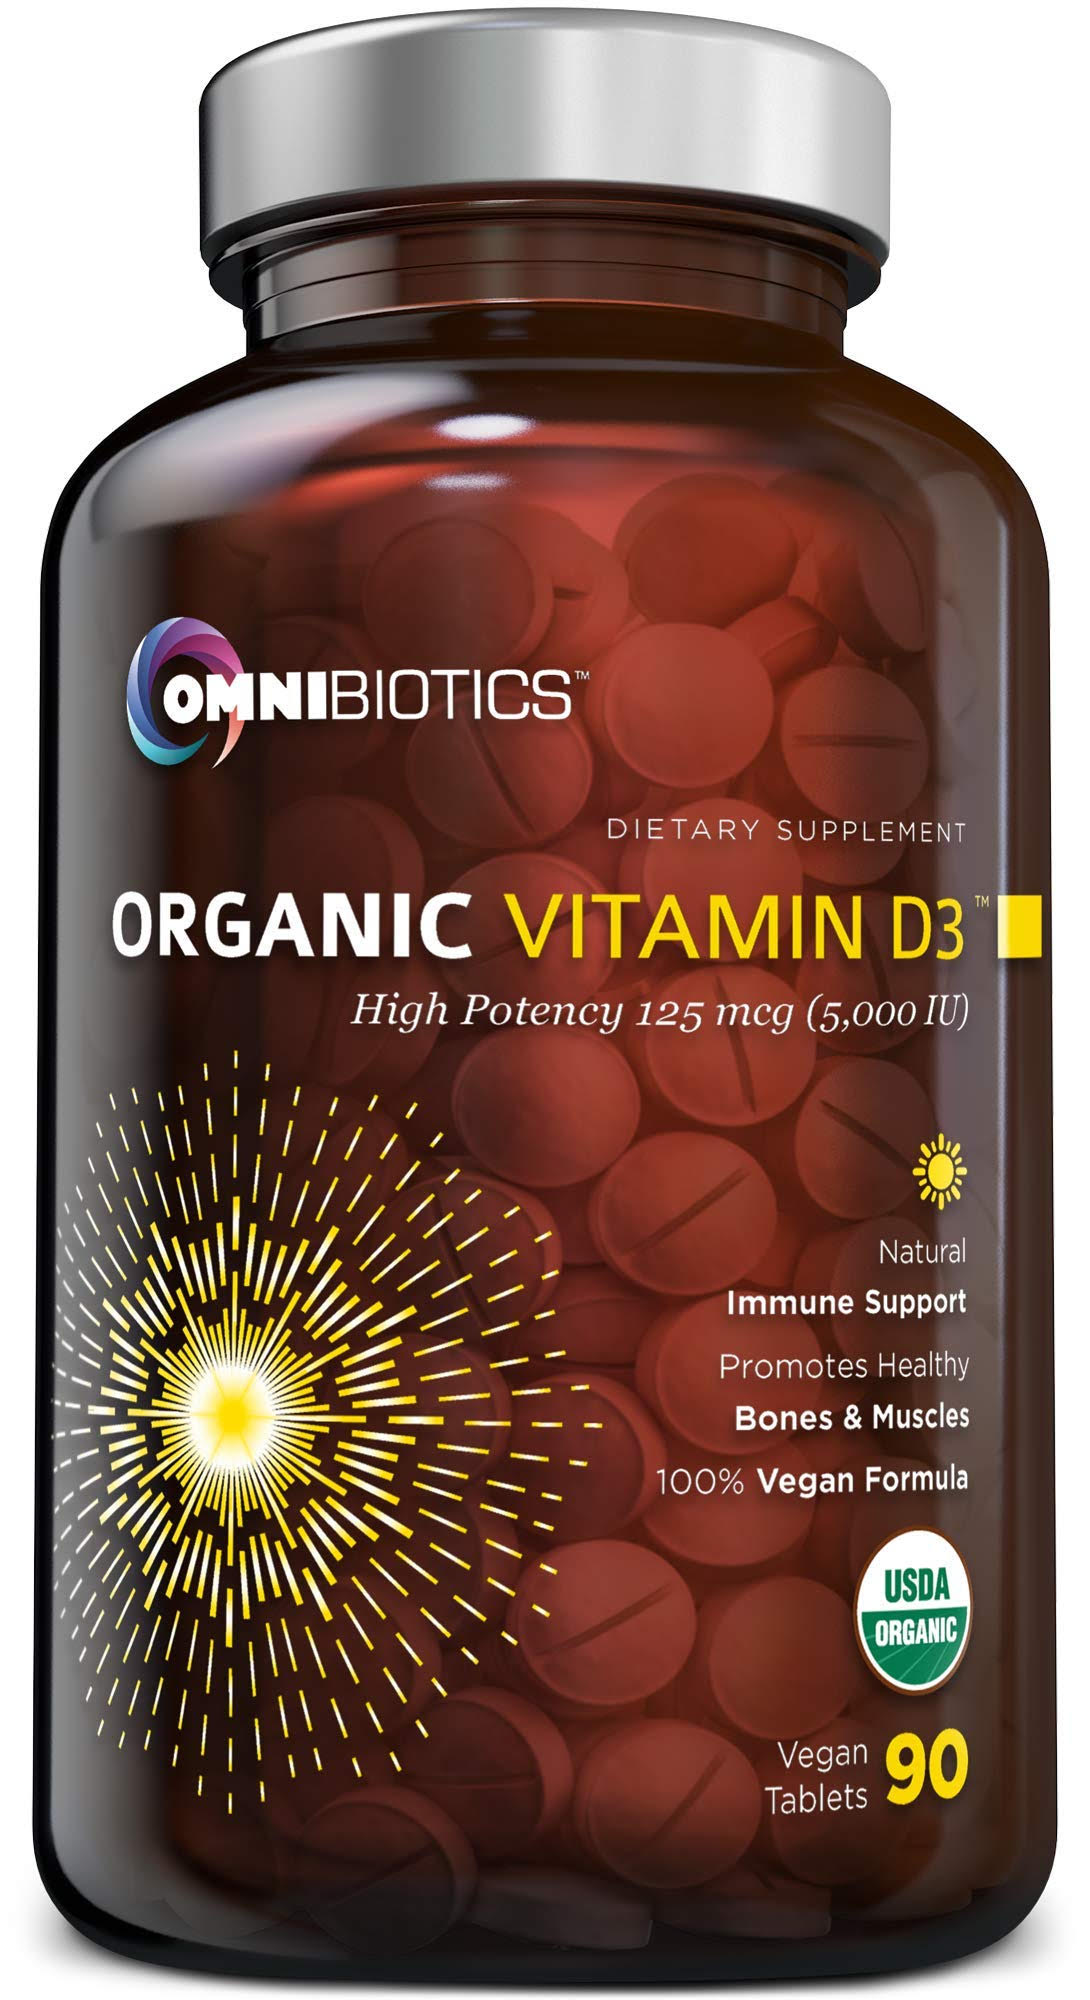 OMNIBIOTICS™
DIETARY SUPPLEMENT
ORGANIC VITAMIN D3™
High Potency 125 mcg (5,000 IU)
Natural
Immune Support
Promotes Healthy
Bones & Muscles
100% Vegan Formula
USDA
ORGANIC
Vegan
Tablets 90